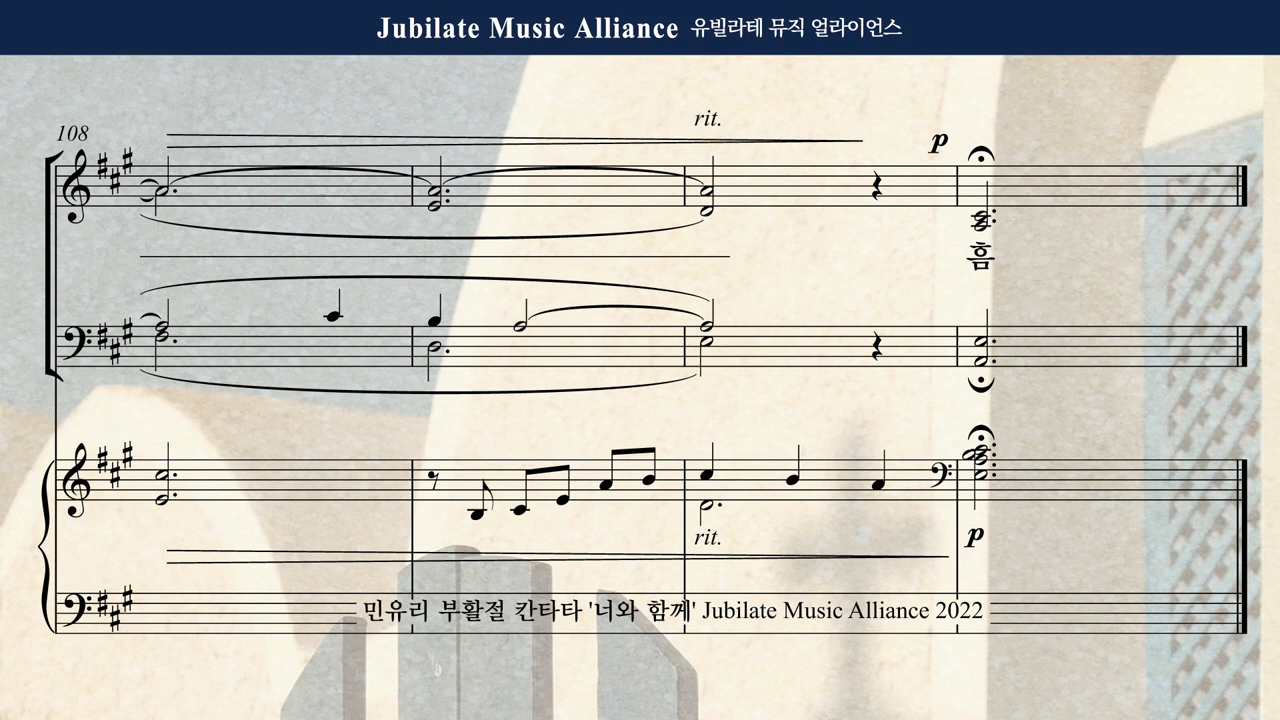 Jubilate Music Alliance 유빌라테 뮤직 얼라이언스
rit.
108
p
흠
rit.
p
민유리 부활절 칸타타 '너와 함께' Jubilate Music Alliance 2022